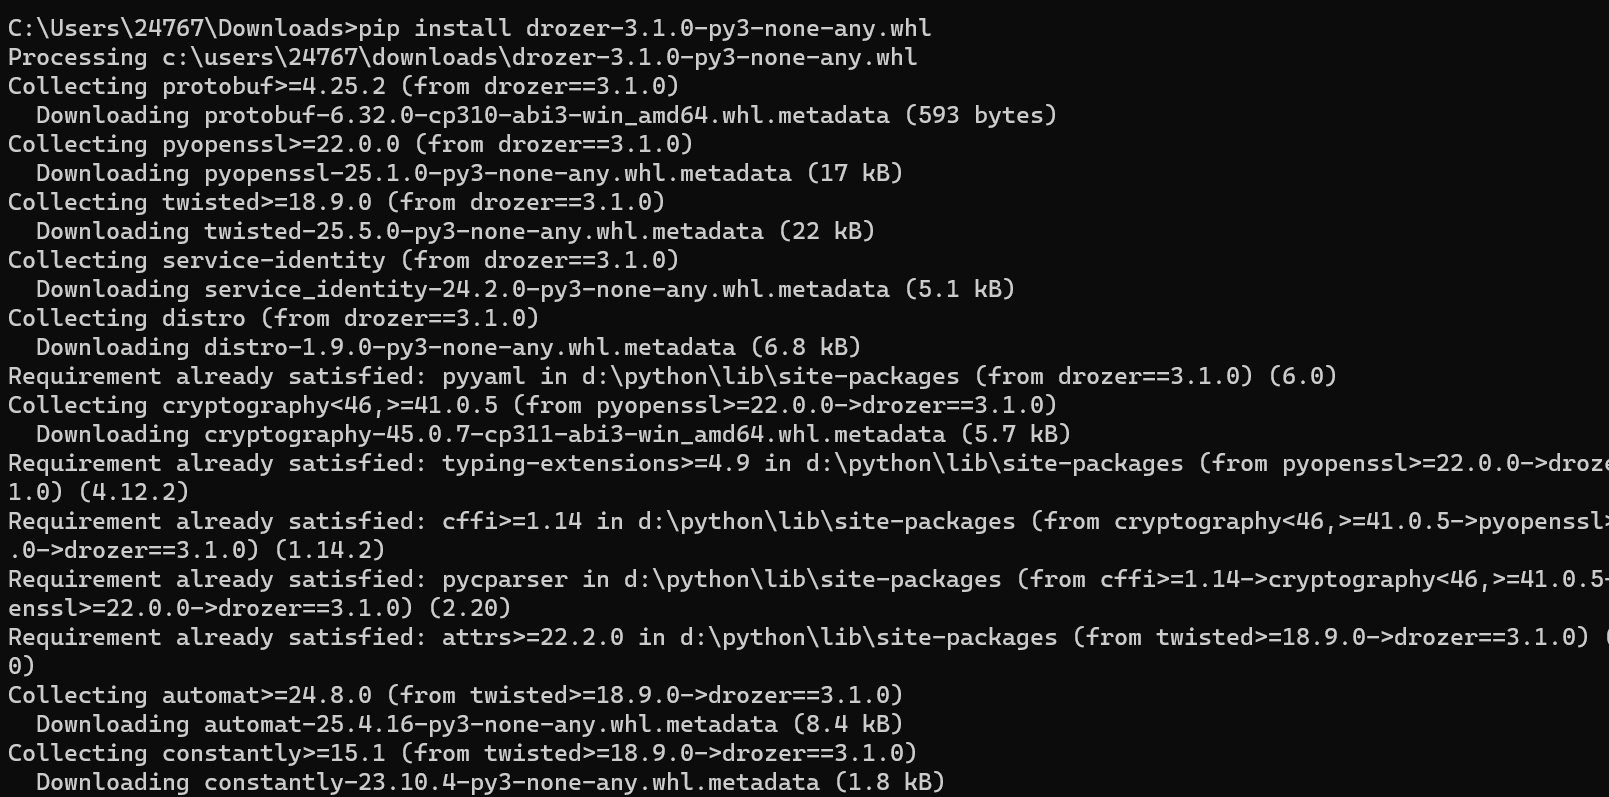 C:\Users\24767\Downloads>pip install drozer-3.1.0-py3-none-any.whl
Processing c:\users\24767\downloads\drozer-3.1.0-py3-none-any.whl
Collecting protobuf>=4.25.2 (from drozer==3.1.0)
  Downloading protobuf-6.32.0-cp310-abi3-win_amd64.whl.metadata (593 bytes)
Collecting pyopenssl>=22.0.0 (from drozer==3.1.0)
  Downloading pyopenssl-25.1.0-py3-none-any.whl.metadata (17 kB)
Collecting twisted>=18.9.0 (from drozer==3.1.0)
  Downloading twisted-25.5.0-py3-none-any.whl.metadata (22 kB)
Collecting service-identity (from drozer==3.1.0)
  Downloading service_identity-24.2.0-py3-none-any.whl.metadata (5.1 kB)
Collecting distro (from drozer==3.1.0)
  Downloading distro-1.9.0-py3-none-any.whl.metadata (6.8 kB)
Requirement already satisfied: pyyaml in d:\python\lib\site-packages (from drozer==3.1.0) (6.0)
Collecting cryptography<46,>=41.0.5 (from pyopenssl>=22.0.0->drozer==3.1.0)
  Downloading cryptography-45.0.7-cp311-abi3-win_amd64.whl.metadata (5.7 kB)
Requirement already satisfied: typing-extensions>=4.9 in d:\python\lib\site-packages (from pyopenssl>=22.0.0->droze
1.0) (4.12.2)
Requirement already satisfied: cffi>=1.14 in d:\python\lib\site-packages (from cryptography<46,>=41.0.5->pyopenssl>
.0->drozer==3.1.0) (1.14.2)
Requirement already satisfied: pycparser in d:\python\lib\site-packages (from cffi>=1.14->cryptography<46,>=41.0.5-
enssl>=22.0.0->drozer==3.1.0) (2.20)
Requirement already satisfied: attrs>=22.2.0 in d:\python\lib\site-packages (from twisted>=18.9.0->drozer==3.1.0) (
0)
Collecting automat>=24.8.0 (from twisted>=18.9.0->drozer==3.1.0)
  Downloading automat-25.4.16-py3-none-any.whl.metadata (8.4 kB)
Collecting constantly>=15.1 (from twisted>=18.9.0->drozer==3.1.0)
  Downloading constantly-23.10.4-py3-none-any.whl.metadata (1.8 kB)